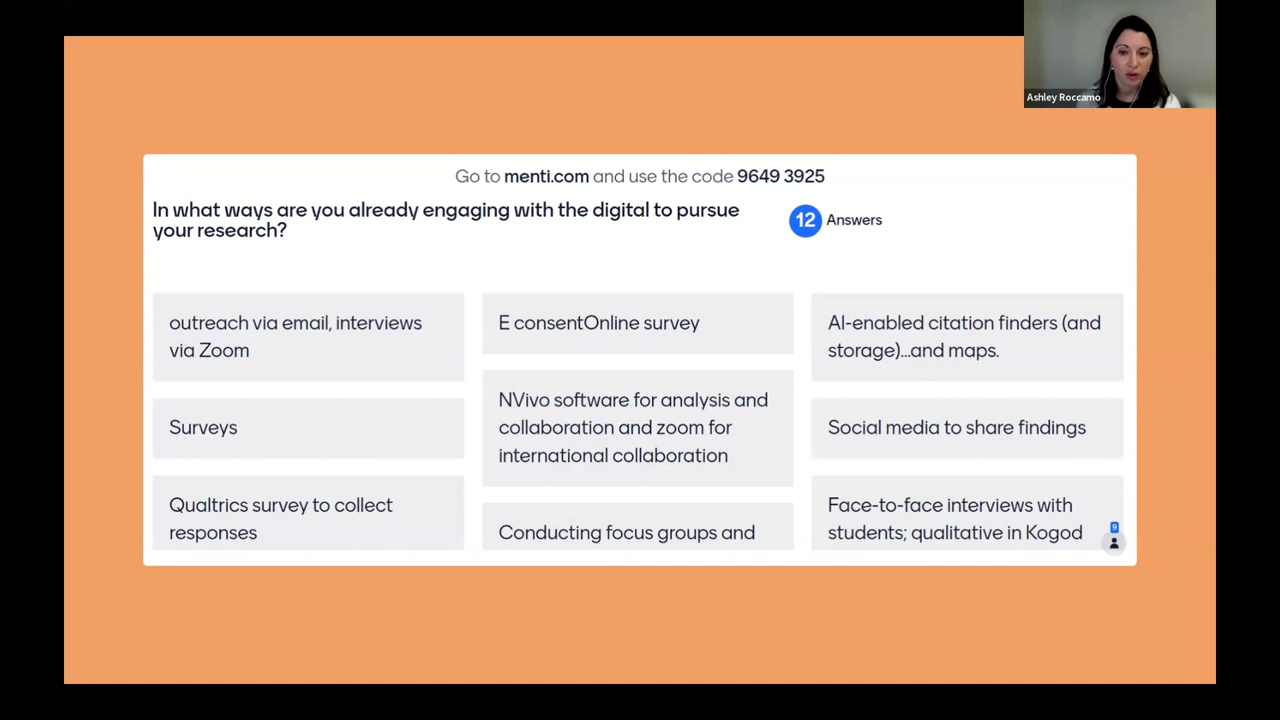 Ashley Roccamo
Go to menti.com and use the code 9649 3925
In what ways are you already engaging with the digital to pursue
your research?
12 Answers
outreach via email, interviews
via Zoom
Surveys
Qualtrics survey to collect
responses
E consentOnline survey
NVivo software for analysis and
collaboration and zoom for
international collaboration
Conducting focus groups and
AI-enabled citation finders (and
storage)...and maps.
Social media to share findings
Face-to-face interviews with
students; qualitative in Kogod
9